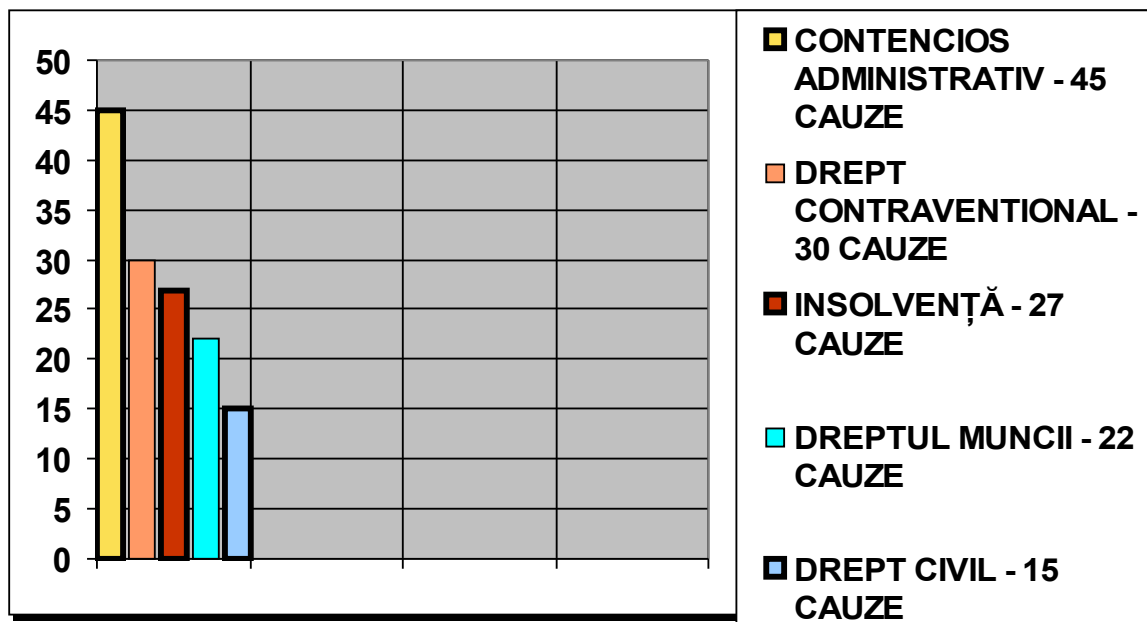 50
45
40
35
30
25
20
15
10
5
0
CONTENCIOS
ADMINISTRATIV - 45
CAUZE
DREPT
CONTRAVENTIONAL -
30 CAUZE
INSOLVENȚĂ - 27
CAUZE
DREPTUL MUNCII - 22
CAUZE
DREPT CIVIL - 15
CAUZE